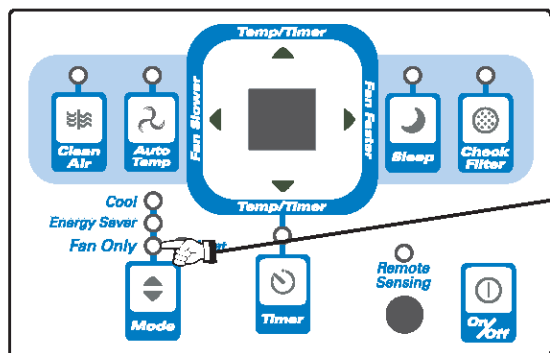 Temp/Timer
Fan Slower
Fan Faster
Clean
Air
Auto
Temp
Sleep
Check
Filter
Temp/Timer
Cool
Energy Saver
Fan Only
Mode
Timer
Remote
Sensing
On/Off